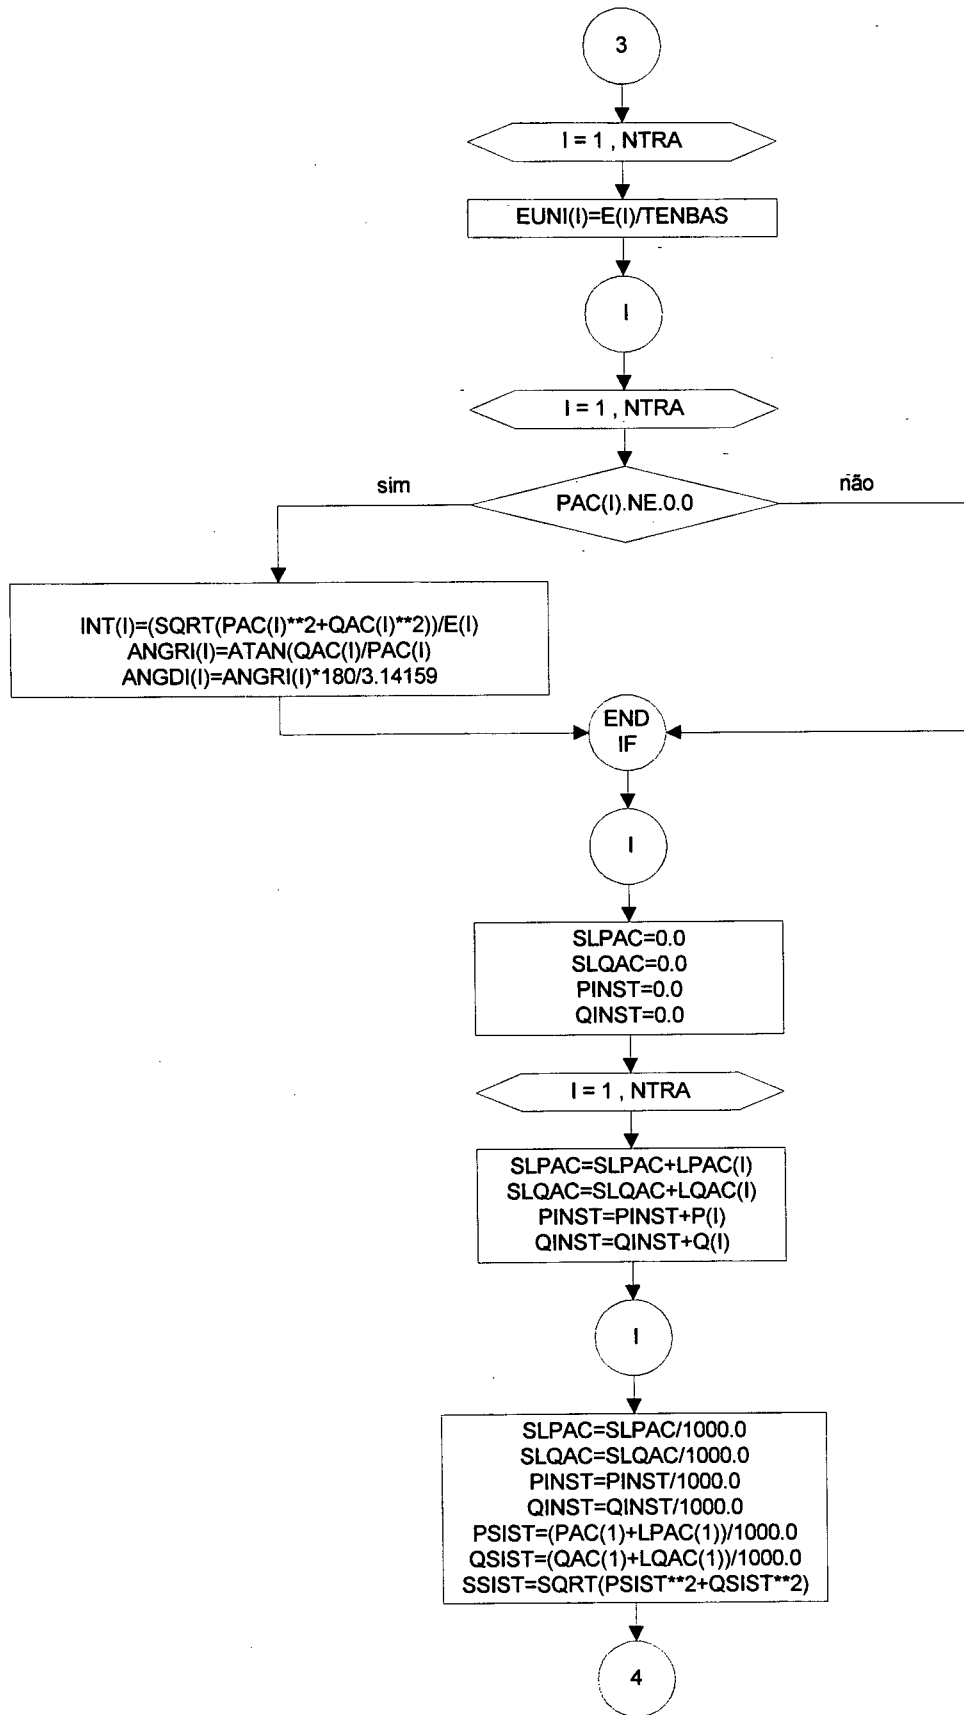 3
I = 1 , NTRA
EUNI(I)=E(I)/TENBAS
I
I = 1 , NTRA
sim
PAC(I).NE.0.0
não
INT(I)=(SQRT(PAC(I)**2+QAC(I)**2))/E(I)
ANGRI(I)=ATAN(QAC(I)/PAC(I)
ANGDI(I)=ANGRI(I)*180/3.14159
END
IF
I
SLPAC=0.0
SLQAC=0.0
PINST=0.0
QINST=0.0
I = 1 , NTRA
SLPAC=SLPAC+LPAC(I)
SLQAC=SLQAC+LQAC(I)
PINST=PINST+P(I)
QINST=QINST+Q(I)
I
SLPAC=SLPAC/1000.0
SLQAC=SLQAC/1000.0
PINST=PINST/1000.0
QINST=QINST/1000.0
PSIST=(PAC(1)+LPAC(1))/1000.0
QSIST=(QAC(1)+LQAC(1))/1000.0
SSIST=SQRT(PSIST**2+QSIST**2)
4